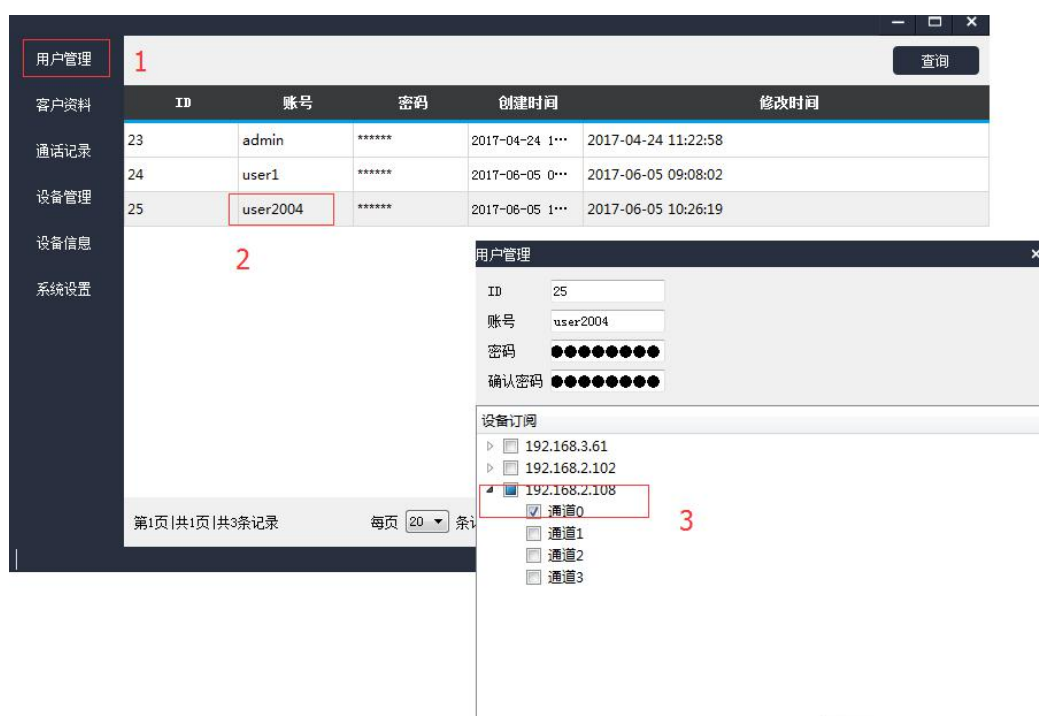 用户管理
1
查询
客户资料
通话记录
设备管理
设备信息
系统设置
ID 账号 密码 创建时间 修改时间
23 admin ****** 2017-04-24 1… 2017-04-24 11:22:58
24 user1 ****** 2017-06-05 0… 2017-06-05 09:08:02
25 user2004 ****** 2017-06-05 1… 2017-06-05 10:26:19
2
第1页|共1页|共3条记录 每页 20 条
用户管理
ID 25
账号 user2004
密码 ●●●●●●●●
确认密码 ●●●●●●●●
设备订阅
192.168.3.61
192.168.2.102
192.168.2.108
通道0
3
通道1
通道2
通道3